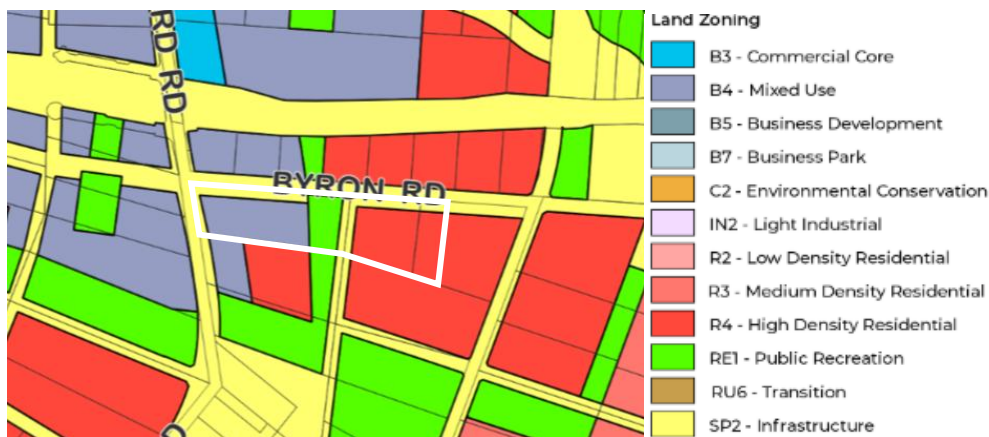 RD RD
BYRON RD
Land Zoning
B3 - Commercial Core
B4 - Mixed Use
B5 - Business Development
B7 - Business Park
C2 - Environmental Conservation
IN2 - Light Industrial
R2 - Low Density Residential
R3 - Medium Density Residential
R4 - High Density Residential
RE1 - Public Recreation
RU6 - Transition
SP2 - Infrastructure